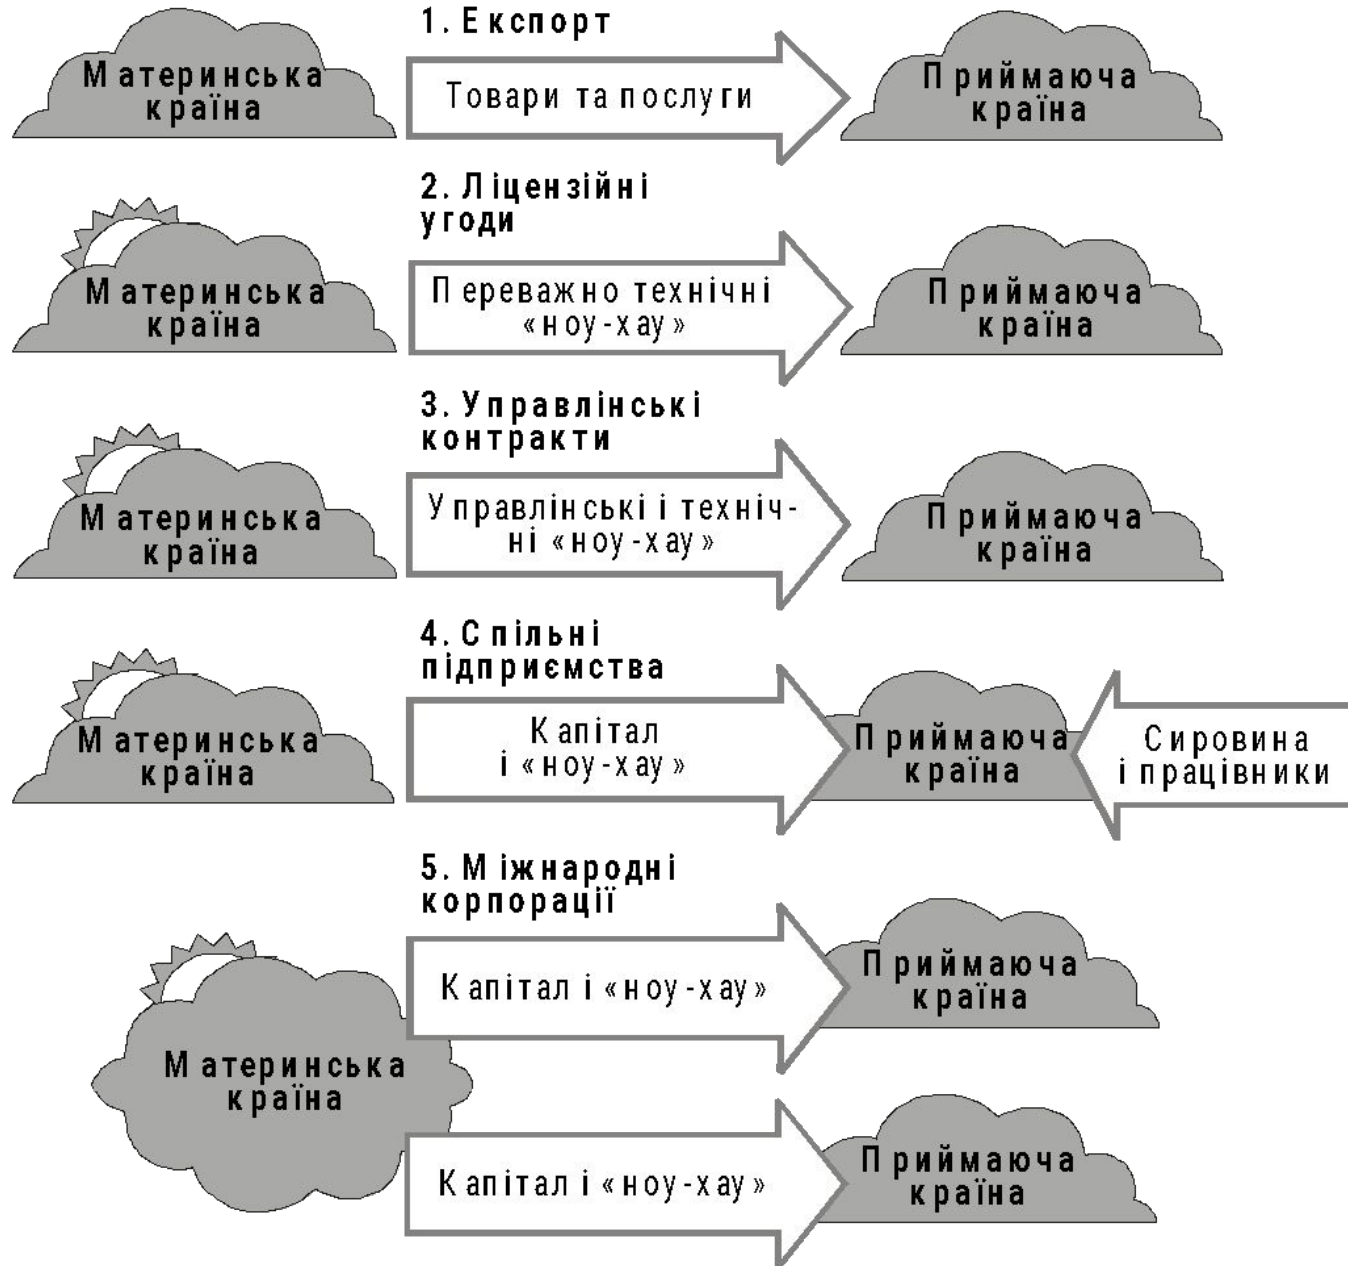 1. Експорт
Материнська
країна
Товари та послуги
Приймаюча
країна
2. Ліцензійні
угоди
Материнська
країна
Переважно технічні
«ноу-хау»
Приймаюча
країна
3. Управлінські
контракти
Материнська
країна
Управлінські і техніч-
ні «ноу-хау»
Приймаюча
країна
4. Спільні
підприємства
Материнська
країна
Капітал
і «ноу-хау»
Приймаюча
країна
Сировина
і працівники
5. Міжнародні
корпорації
Материнська
країна
Капітал і «ноу-хау»
Приймаюча
країна
Капітал і «ноу-хау»
Приймаюча
країна